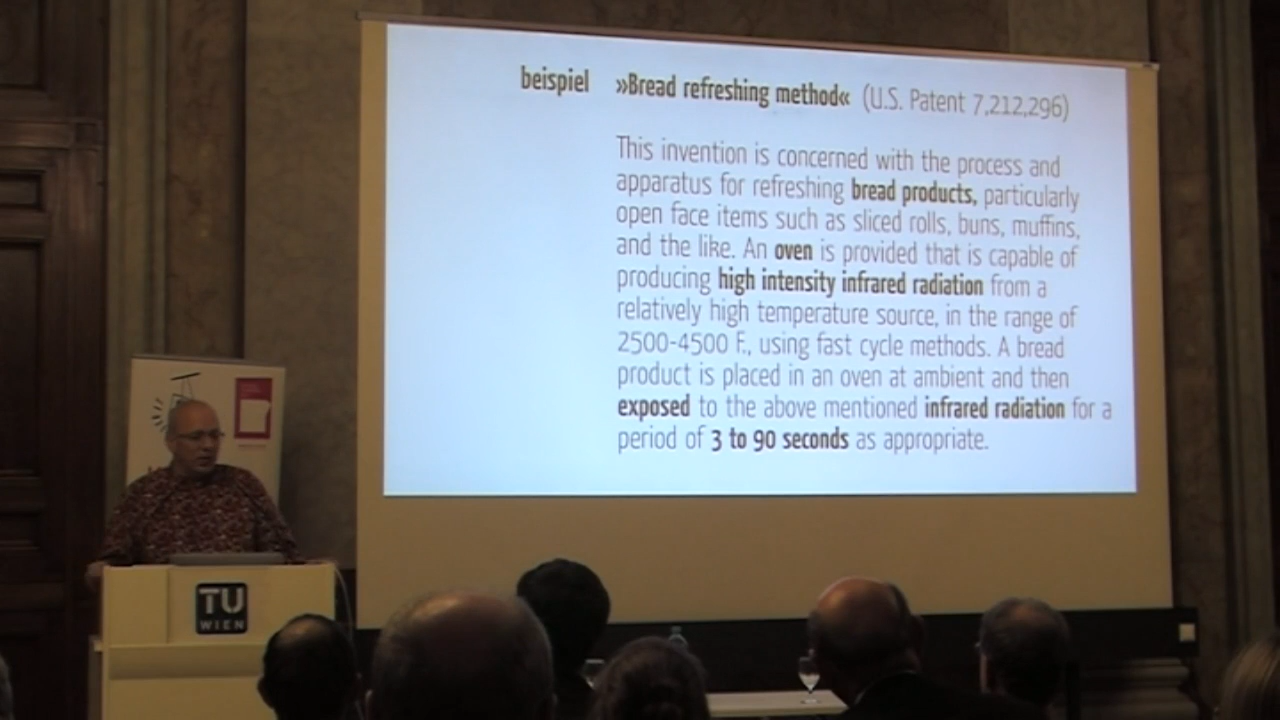 beispiel »Bread refreshing method« (U.S. Patent 7,212,296)
This invention is concerned with the process and
apparatus for refreshing bread products, particularly
open face items such as sliced rolls, buns, muffins,
and the like. An oven is provided that is capable of
producing high intensity infrared radiation from a
relatively high temperature source, in the range of
2500-4500 F., using fast cycle methods. A bread
product is placed in an oven at ambient and then
exposed to the above mentioned infrared radiation for a
period of 3 to 90 seconds as appropriate.
TU
WIEN